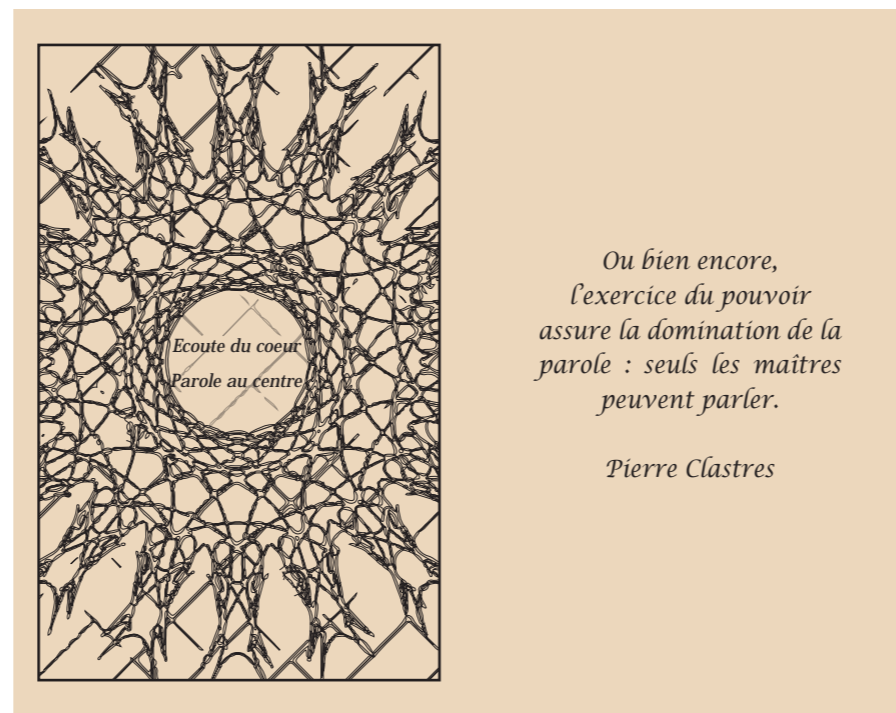 Ecoute du coeur
Parole au centre
Ou bien encore,
l'exercice du pouvoir
assure la domination de la
parole : seuls les maîtres
peuvent parler.
Pierre Clastres